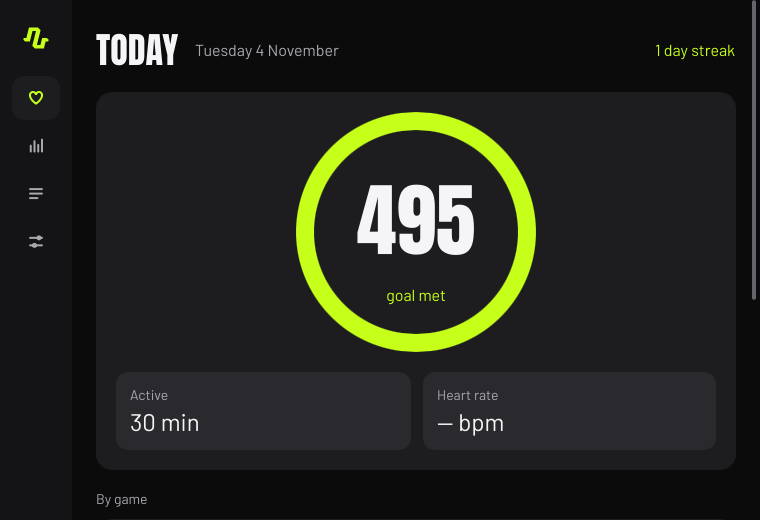 TODAY Tuesday 4 November 1 day streak
495
goal met
Active
30 min
Heart rate
— bpm
By game